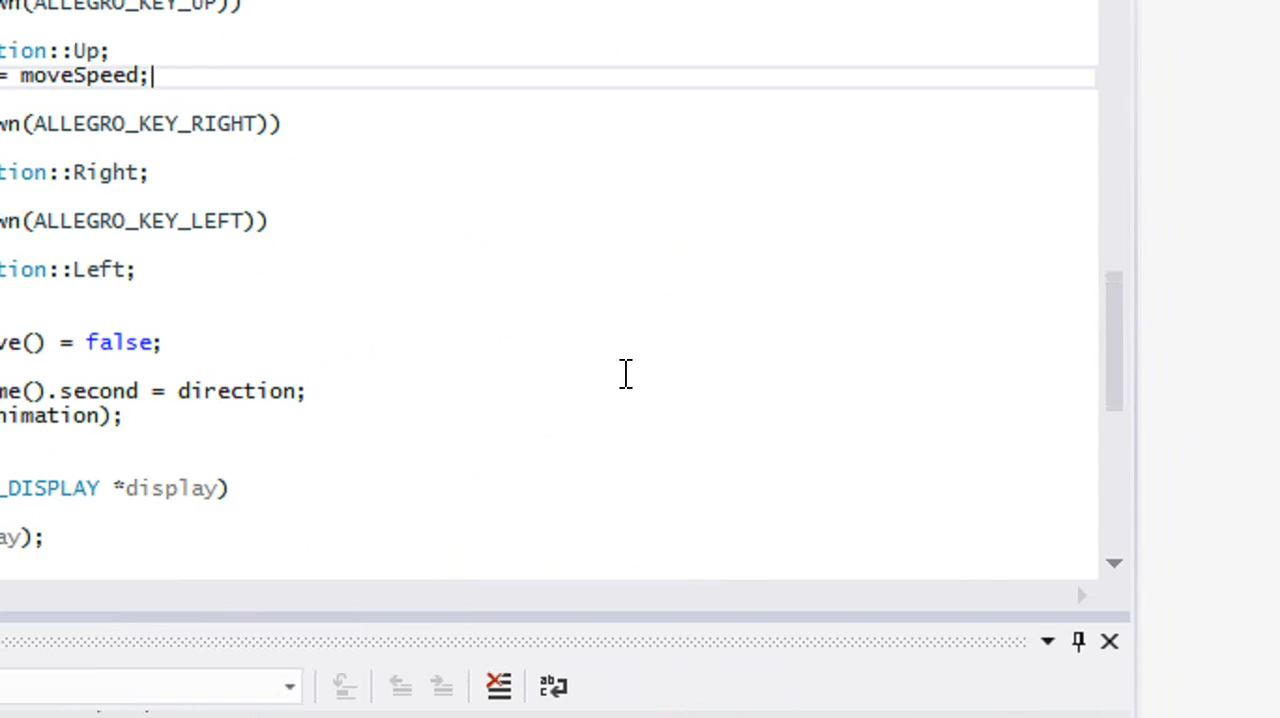 wn(ALLEGRO_KEY_UP))
tion::Up;
= moveSpeed;
wn(ALLEGRO_KEY_RIGHT))
tion::Right;
wn(ALLEGRO_KEY_LEFT))
tion::Left;
ve() = false;
me().second = direction;
nimation);
_DISPLAY *display)
ay);